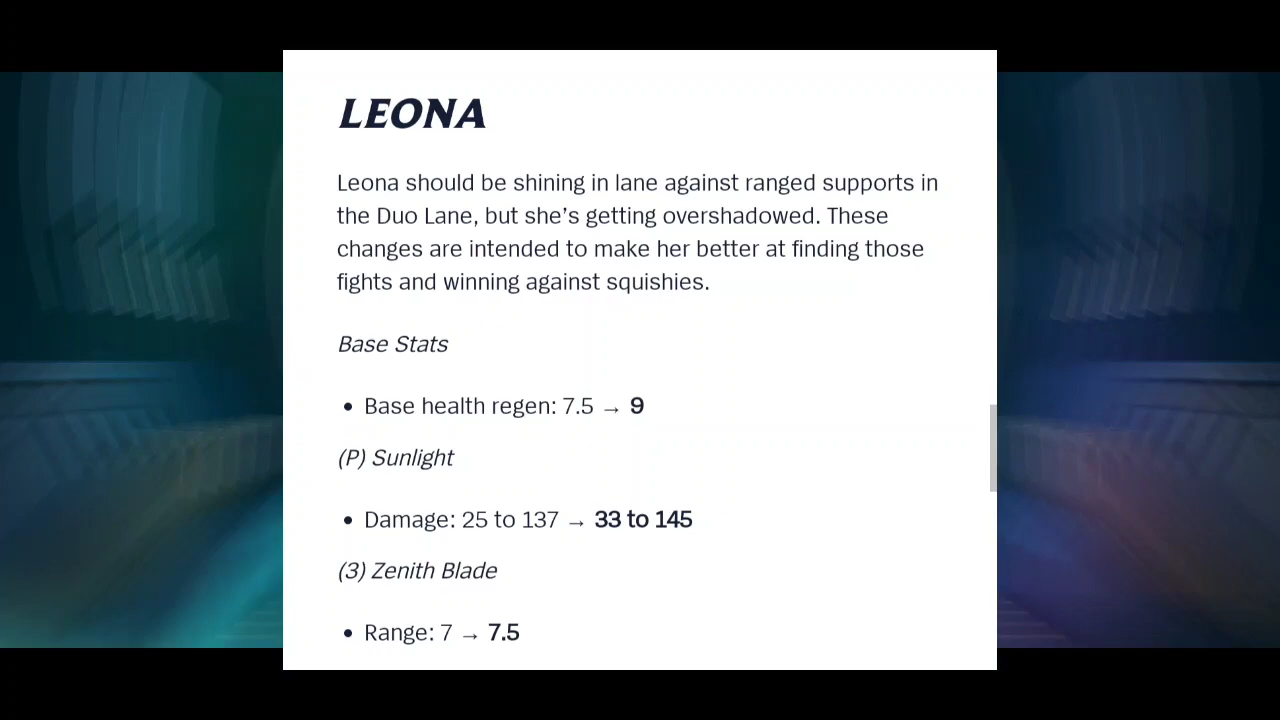 LEONA
Leona should be shining in lane against ranged supports in
the Duo Lane, but she’s getting overshadowed. These
changes are intended to make her better at finding those
fights and winning against squishies.
Base Stats
• Base health regen: 7.5 → 9
(P) Sunlight
• Damage: 25 to 137 → 33 to 145
(3) Zenith Blade
• Range: 7 → 7.5